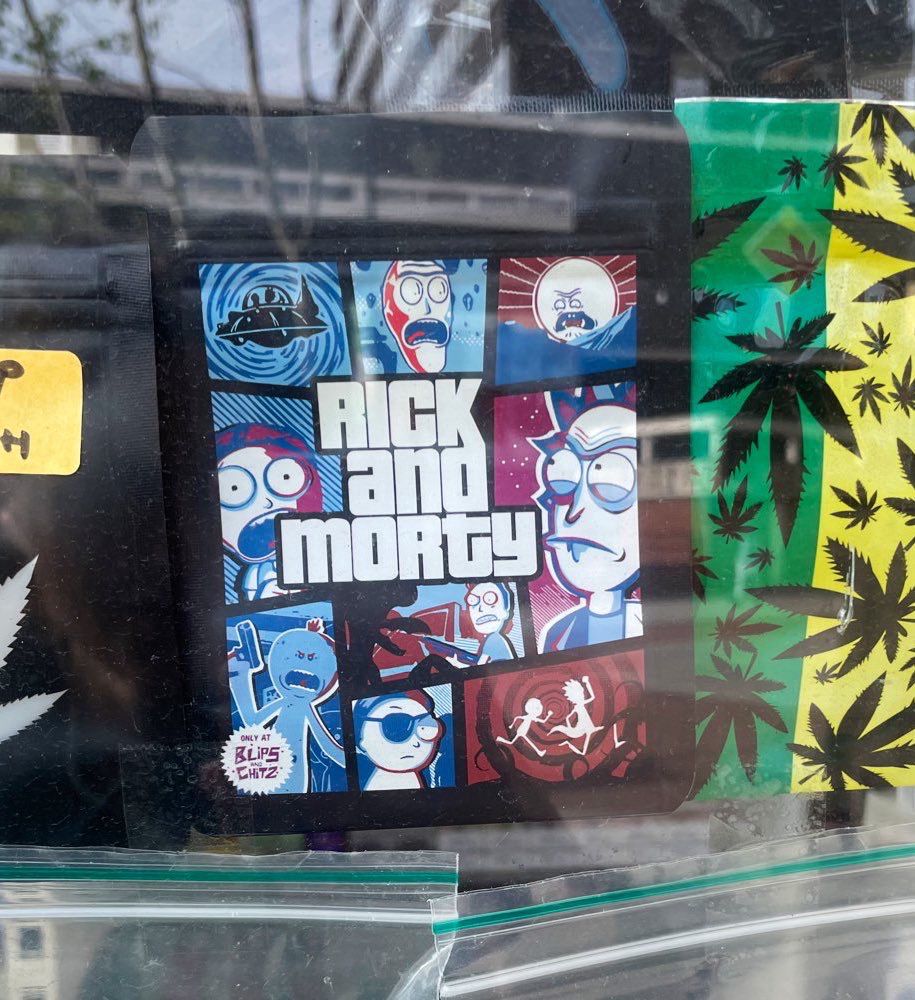 RICK
and
morty
ONLY AT
BLIPS
AND
CHITZ